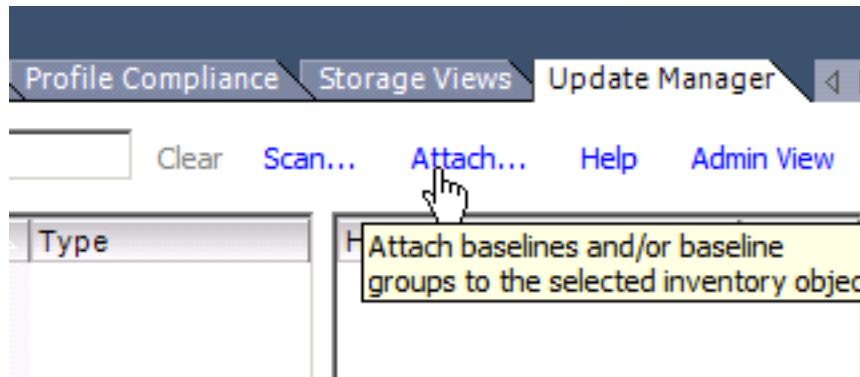 Profile Compliance Storage Views Update Manager
Clear Scan... Attach... Help Admin View
Type
Attach baselines and/or baseline
groups to the selected inventory